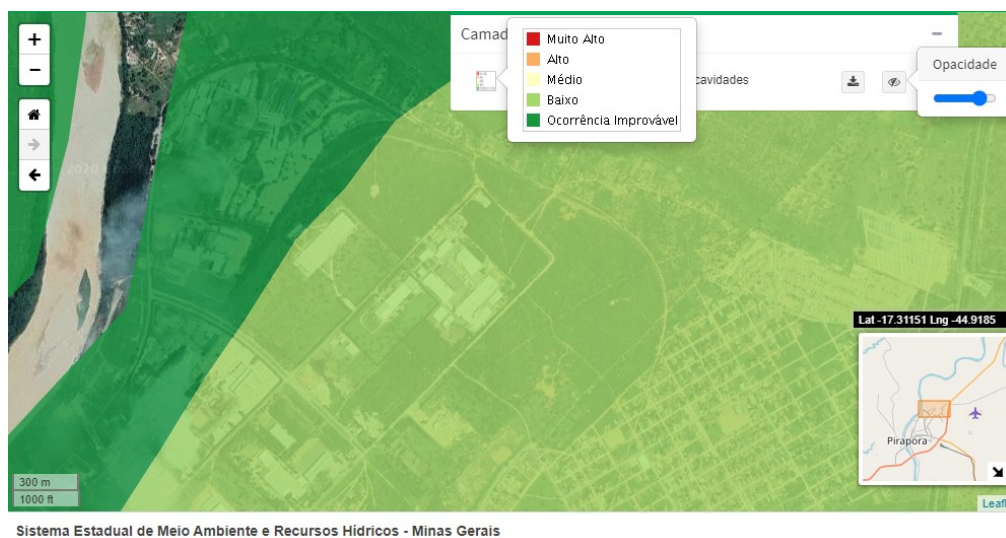 Camad
Muito Alto
Alto
Médio
Baixo
Ocorrência Improvável
cavidades
Opacidade
+
−
2020
Lat -17.31151 Lng -44.9185
Pirapora
300 m
1000 ft
Leafl
Sistema Estadual de Meio Ambiente e Recursos Hídricos - Minas Gerais